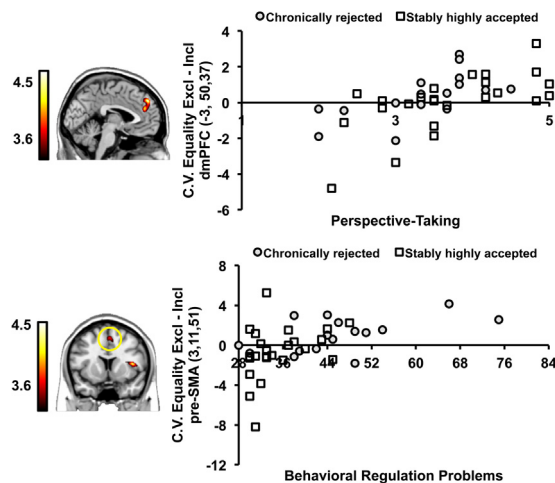 Chronically rejected Stably highly accepted
4
4.5
2
0
1 3 5
-2
3.6
-4
-6
C.V. Equality Excl - Incl
dmPFC (-3, 50,37)
Perspective-Taking
Chronically rejected Stably highly accepted
8
4
4.5
0
28 36 44 52 60 68 76 84
-4
3.6
-8
-12
C.V. Equality Excl - Incl
pre-SMA (3,11,51)
Behavioral Regulation Problems